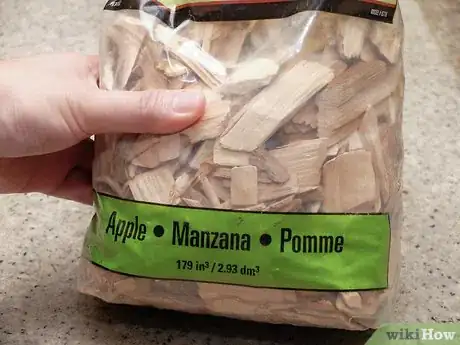 Apple • Manzana • Pomme
179 in³ / 2.93 dm³
wikiHow